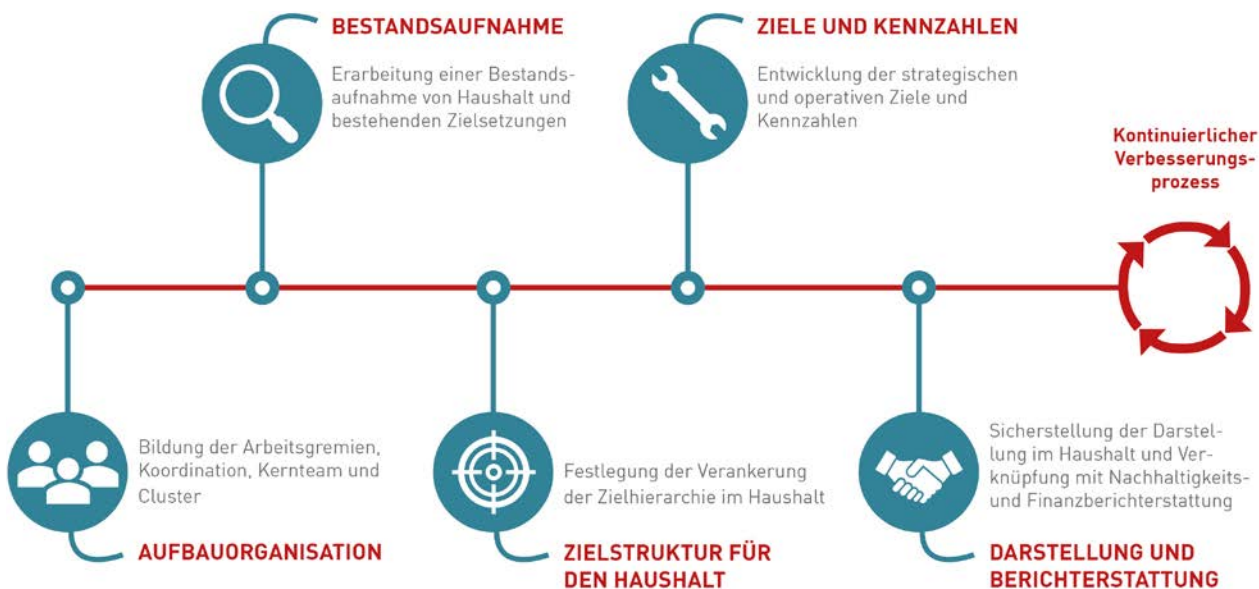 BESTANDSAUFNAHME
Erarbeitung einer Bestands-
aufnahme von Haushalt und
bestehenden Zielsetzungen
ZIELE UND KENNZAHLEN
Entwicklung der strategischen
und operativen Ziele und
Kennzahlen
Kontinuierlicher
Verbesserungs-
prozess
Bildung der Arbeitsgremien,
Koordination, Kernteam und
Cluster
AUFBAUORGANISATION
Festlegung der Verankerung
der Zielhierarchie im Haushalt
ZIELSTRUKTUR FÜR
DEN HAUSHALT
Sicherstellung der Darstel-
lung im Haushalt und Ver-
knüpfung mit Nachhaltigkeits-
und Finanzberichterstattung
DARSTELLUNG UND
BERICHTERSTATTUNG